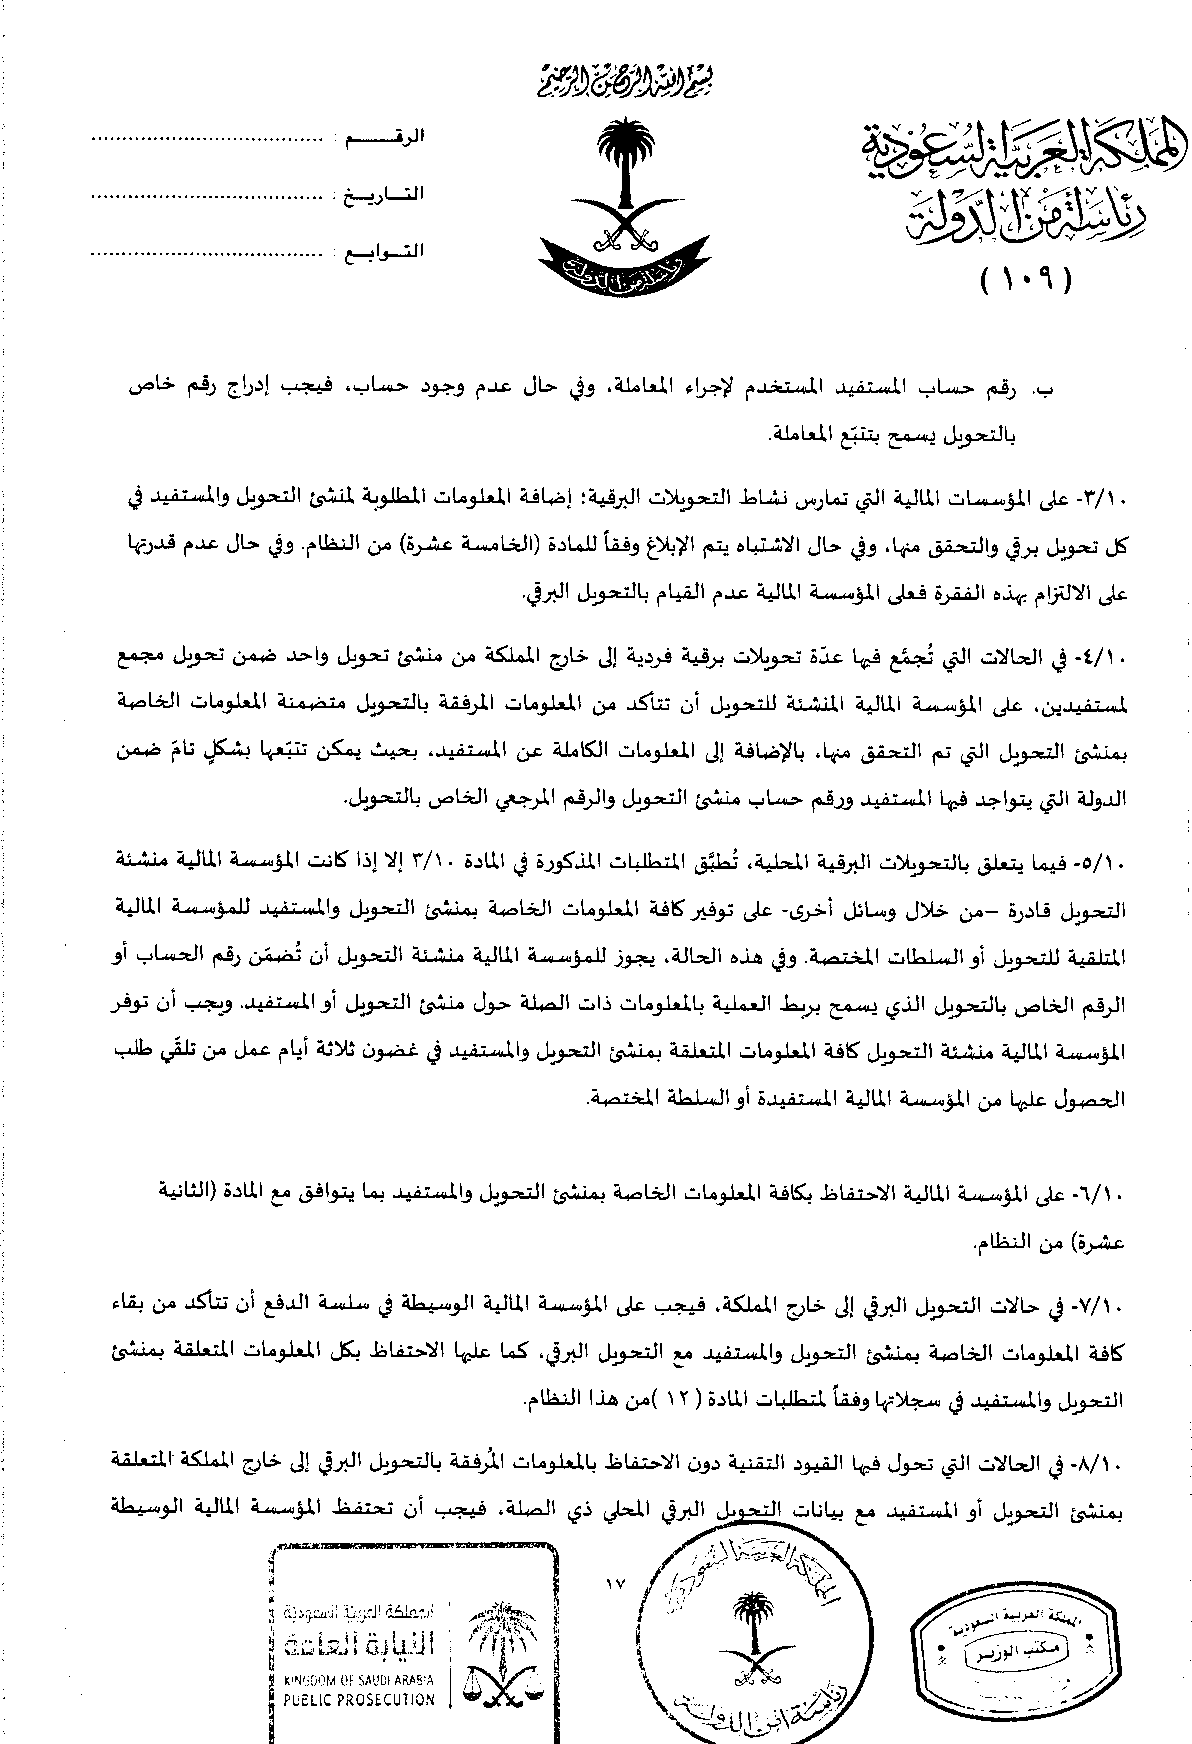 بسم الله الرحمن الرحيم
المملكة العربية السعودية
رئاسة أمن الدولة
(١٠٩)
رئاسة أمن الدولة
الرقـــــم : ......................................
التـــاريـخ : ......................................
التـوابـع : ......................................
ب. رقم حساب المستفيد المستخدم لإجراء المعاملة، وفي حال عدم وجود حساب، فيجب إدراج رقم خاص
بالتحويل يسمح بتتبّع المعاملة.
٣/١٠- على المؤسسات المالية التي تمارس نشاط التحويلات البرقية؛ إضافة المعلومات المطلوبة لمنشئ التحويل والمستفيد في
كل تحويل برقي والتحقق منها، وفي حال الاشتباه يتم الإبلاغ وفقاً للمادة (الخامسة عشرة) من النظام. وفي حال عدم قدرتها
على الالتزام بهذه الفقرة فعلى المؤسسة المالية عدم القيام بالتحويل البرقي.
٤/١٠- في الحالات التي تُجمَّع فيها عدّة تحويلات برقية فردية إلى خارج المملكة من منشئ تحويل واحد ضمن تحويل مجمع
لمستفيدين، على المؤسسة المالية المنشئة للتحويل أن تتأكد من المعلومات المرفقة بالتحويل متضمنة المعلومات الخاصة
بمنشئ التحويل التي تم التحقق منها، بالإضافة إلى المعلومات الكاملة عن المستفيد، بحيث يمكن تتبّعها بشكلٍ تامّ ضمن
الدولة التي يتواجد فيها المستفيد ورقم حساب منشئ التحويل والرقم المرجعي الخاص بالتحويل.
٥/١٠- فيما يتعلق بالتحويلات البرقية المحلية، تُطبَّق المتطلبات المذكورة في المادة ٣/١٠ إلا إذا كانت المؤسسة المالية منشئة
التحويل قادرة –من خلال وسائل أخرى- على توفير كافة المعلومات الخاصة بمنشئ التحويل والمستفيد للمؤسسة المالية
المتلقية للتحويل أو السلطات المختصة. وفي هذه الحالة، يجوز للمؤسسة المالية منشئة التحويل أن تُضمّن رقم الحساب أو
الرقم الخاص بالتحويل الذي يسمح بربط العملية بالمعلومات ذات الصلة حول منشئ التحويل أو المستفيد. ويجب أن توفر
المؤسسة المالية منشئة التحويل كافة المعلومات المتعلقة بمنشئ التحويل والمستفيد في غضون ثلاثة أيام عمل من تلقّي طلب
الحصول عليها من المؤسسة المالية المستفيدة أو السلطة المختصة.
٦/١٠- على المؤسسة المالية الاحتفاظ بكافة المعلومات الخاصة بمنشئ التحويل والمستفيد بما يتوافق مع المادة (الثانية
عشرة) من النظام.
٧/١٠- في حالات التحويل البرقي إلى خارج المملكة، فيجب على المؤسسة المالية الوسيطة في سلسة الدفع أن تتأكد من بقاء
كافة المعلومات الخاصة بمنشئ التحويل والمستفيد مع التحويل البرقي، كما عليها الاحتفاظ بكل المعلومات المتعلقة بمنشئ
التحويل والمستفيد في سجلاتها وفقاً لمتطلبات المادة ( ١٢ )من هذا النظام.
٨/١٠- في الحالات التي تحول فيها القيود التقنية دون الاحتفاظ بالمعلومات المُرفقة بالتحويل البرقي إلى خارج المملكة المتعلقة
بمنشئ التحويل أو المستفيد مع بيانات التحويل البرقي المحلي ذي الصلة، فيجب أن تحتفظ المؤسسة المالية الوسيطة
١٧
المملكة العربية السعودية
مكتب الوزير
المملكة العربية السعودية
رئاسة أمن الدولة
المملكة العربية السعودية
النيابة العامة
KINGDOM OF SAUDI ARABIA
PUBLIC PROSECUTION